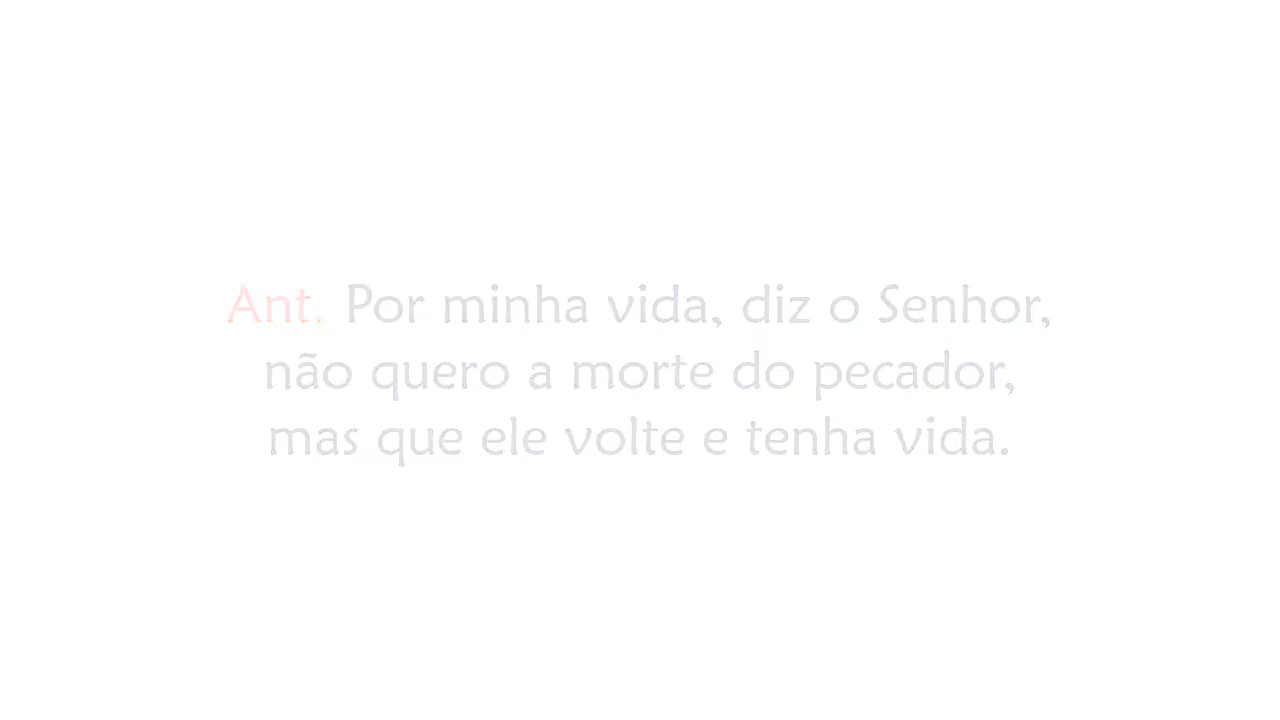 Ant. Por minha vida, diz o Senhor,
não quero a morte do pecador,
mas que ele volte e tenha vida.